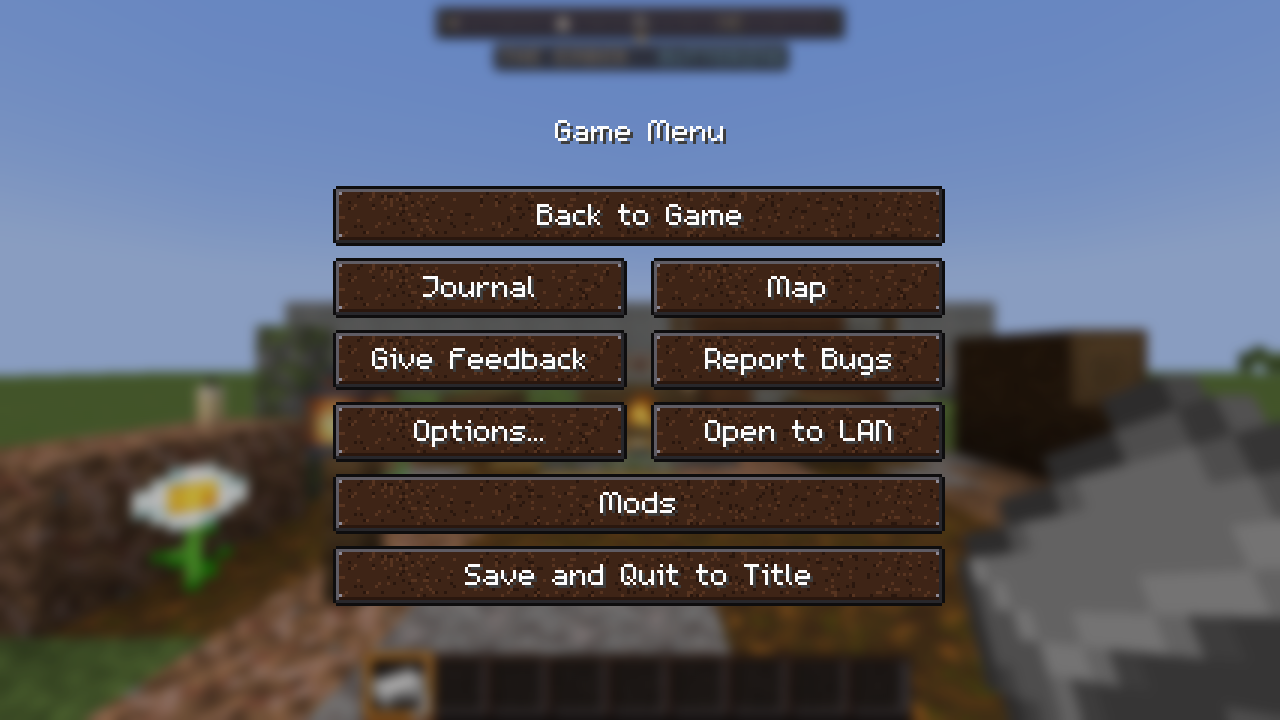 Game Menu
Back to Game
Journal
Map
Give Feedback
Report Bugs
Options...
Open to LAN
Mods
Save and Quit to Title